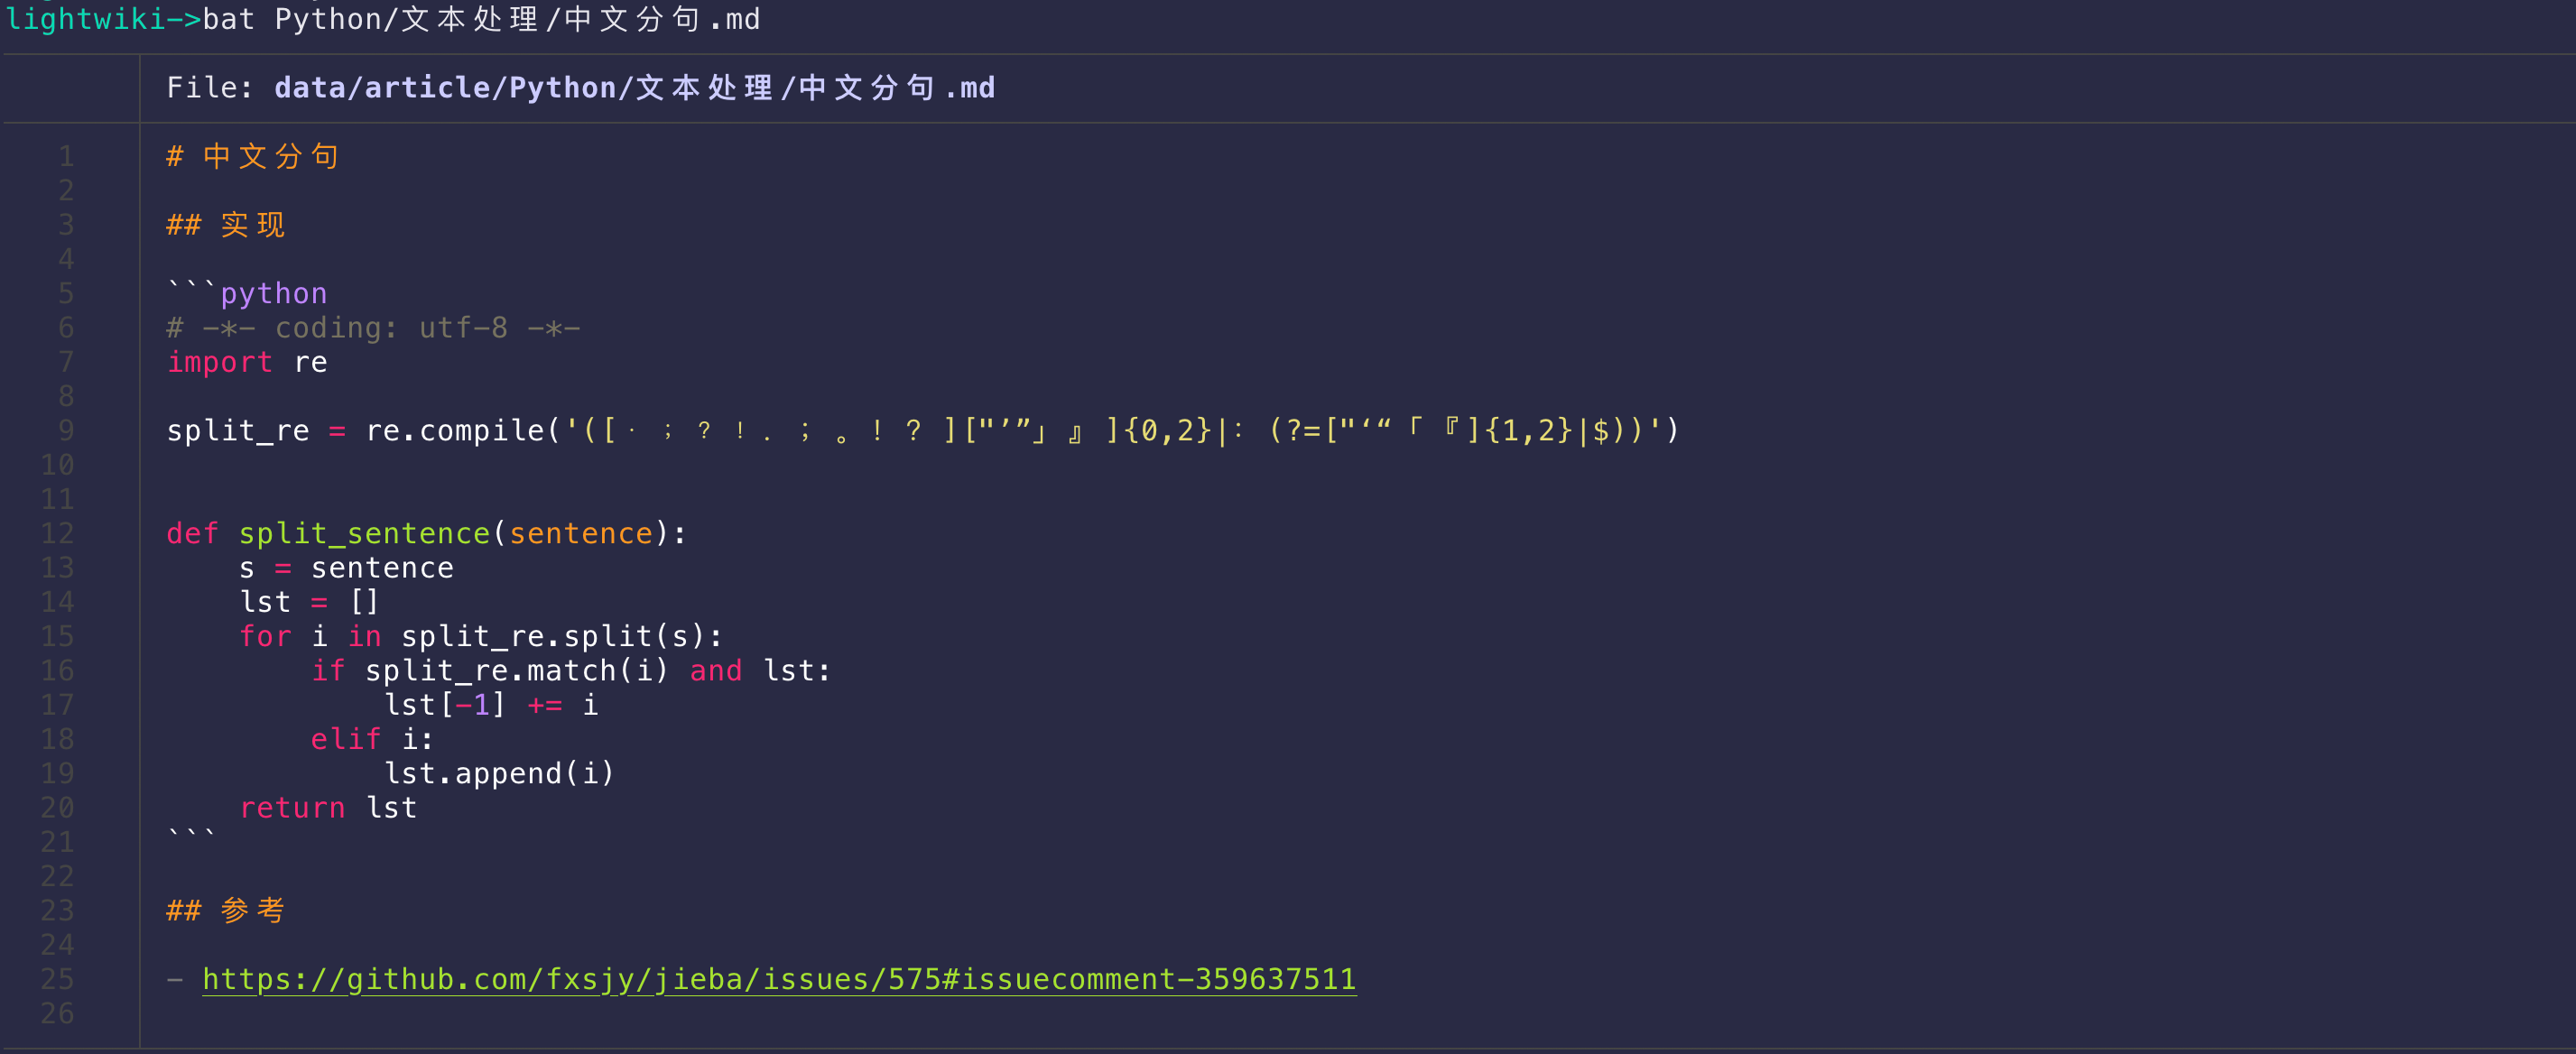 lightwiki->bat Python/文本处理/中文分句.md
File: data/article/Python/文本处理/中文分句.md
1 # 中文分句
2
3 ## 实现
4
5 ```python
6 # -*- coding: utf-8 -*-
7 import re
8
9 split_re = re.compile('([﹒﹔﹖﹗．；。！？]["’”」』]{0,2}|：(?=["‘“「『]{1,2}|$))')
10
11
12 def split_sentence(sentence):
13     s = sentence
14     lst = []
15     for i in split_re.split(s):
16         if split_re.match(i) and lst:
17             lst[-1] += i
18         elif i:
19             lst.append(i)
20     return lst
21 ```
22
23 ## 参考
24
25 - https://github.com/fxsjy/jieba/issues/575#issuecomment-359637511
26